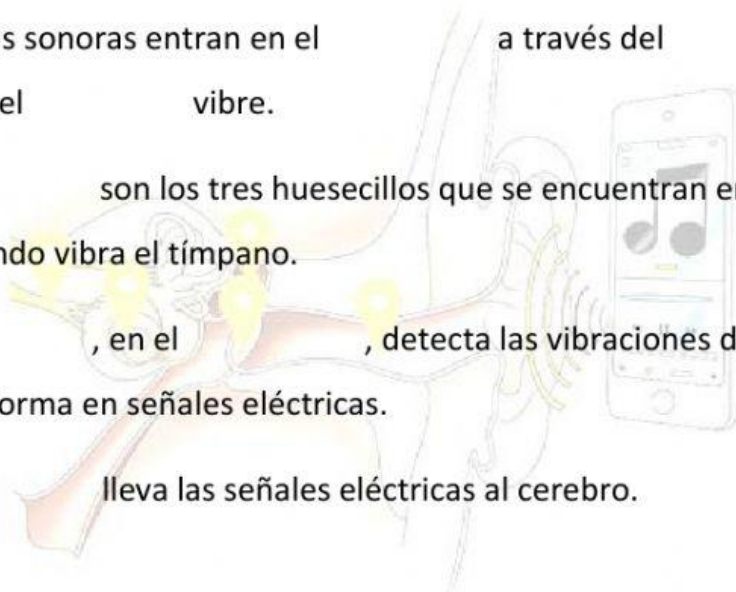 s sonoras entran en el a través del
el vibre.
son los tres huesecillos que se encuentran en
ndo vibra el tímpano.
, en el , detecta las vibraciones d
orma en señales eléctricas.
lleva las señales eléctricas al cerebro.